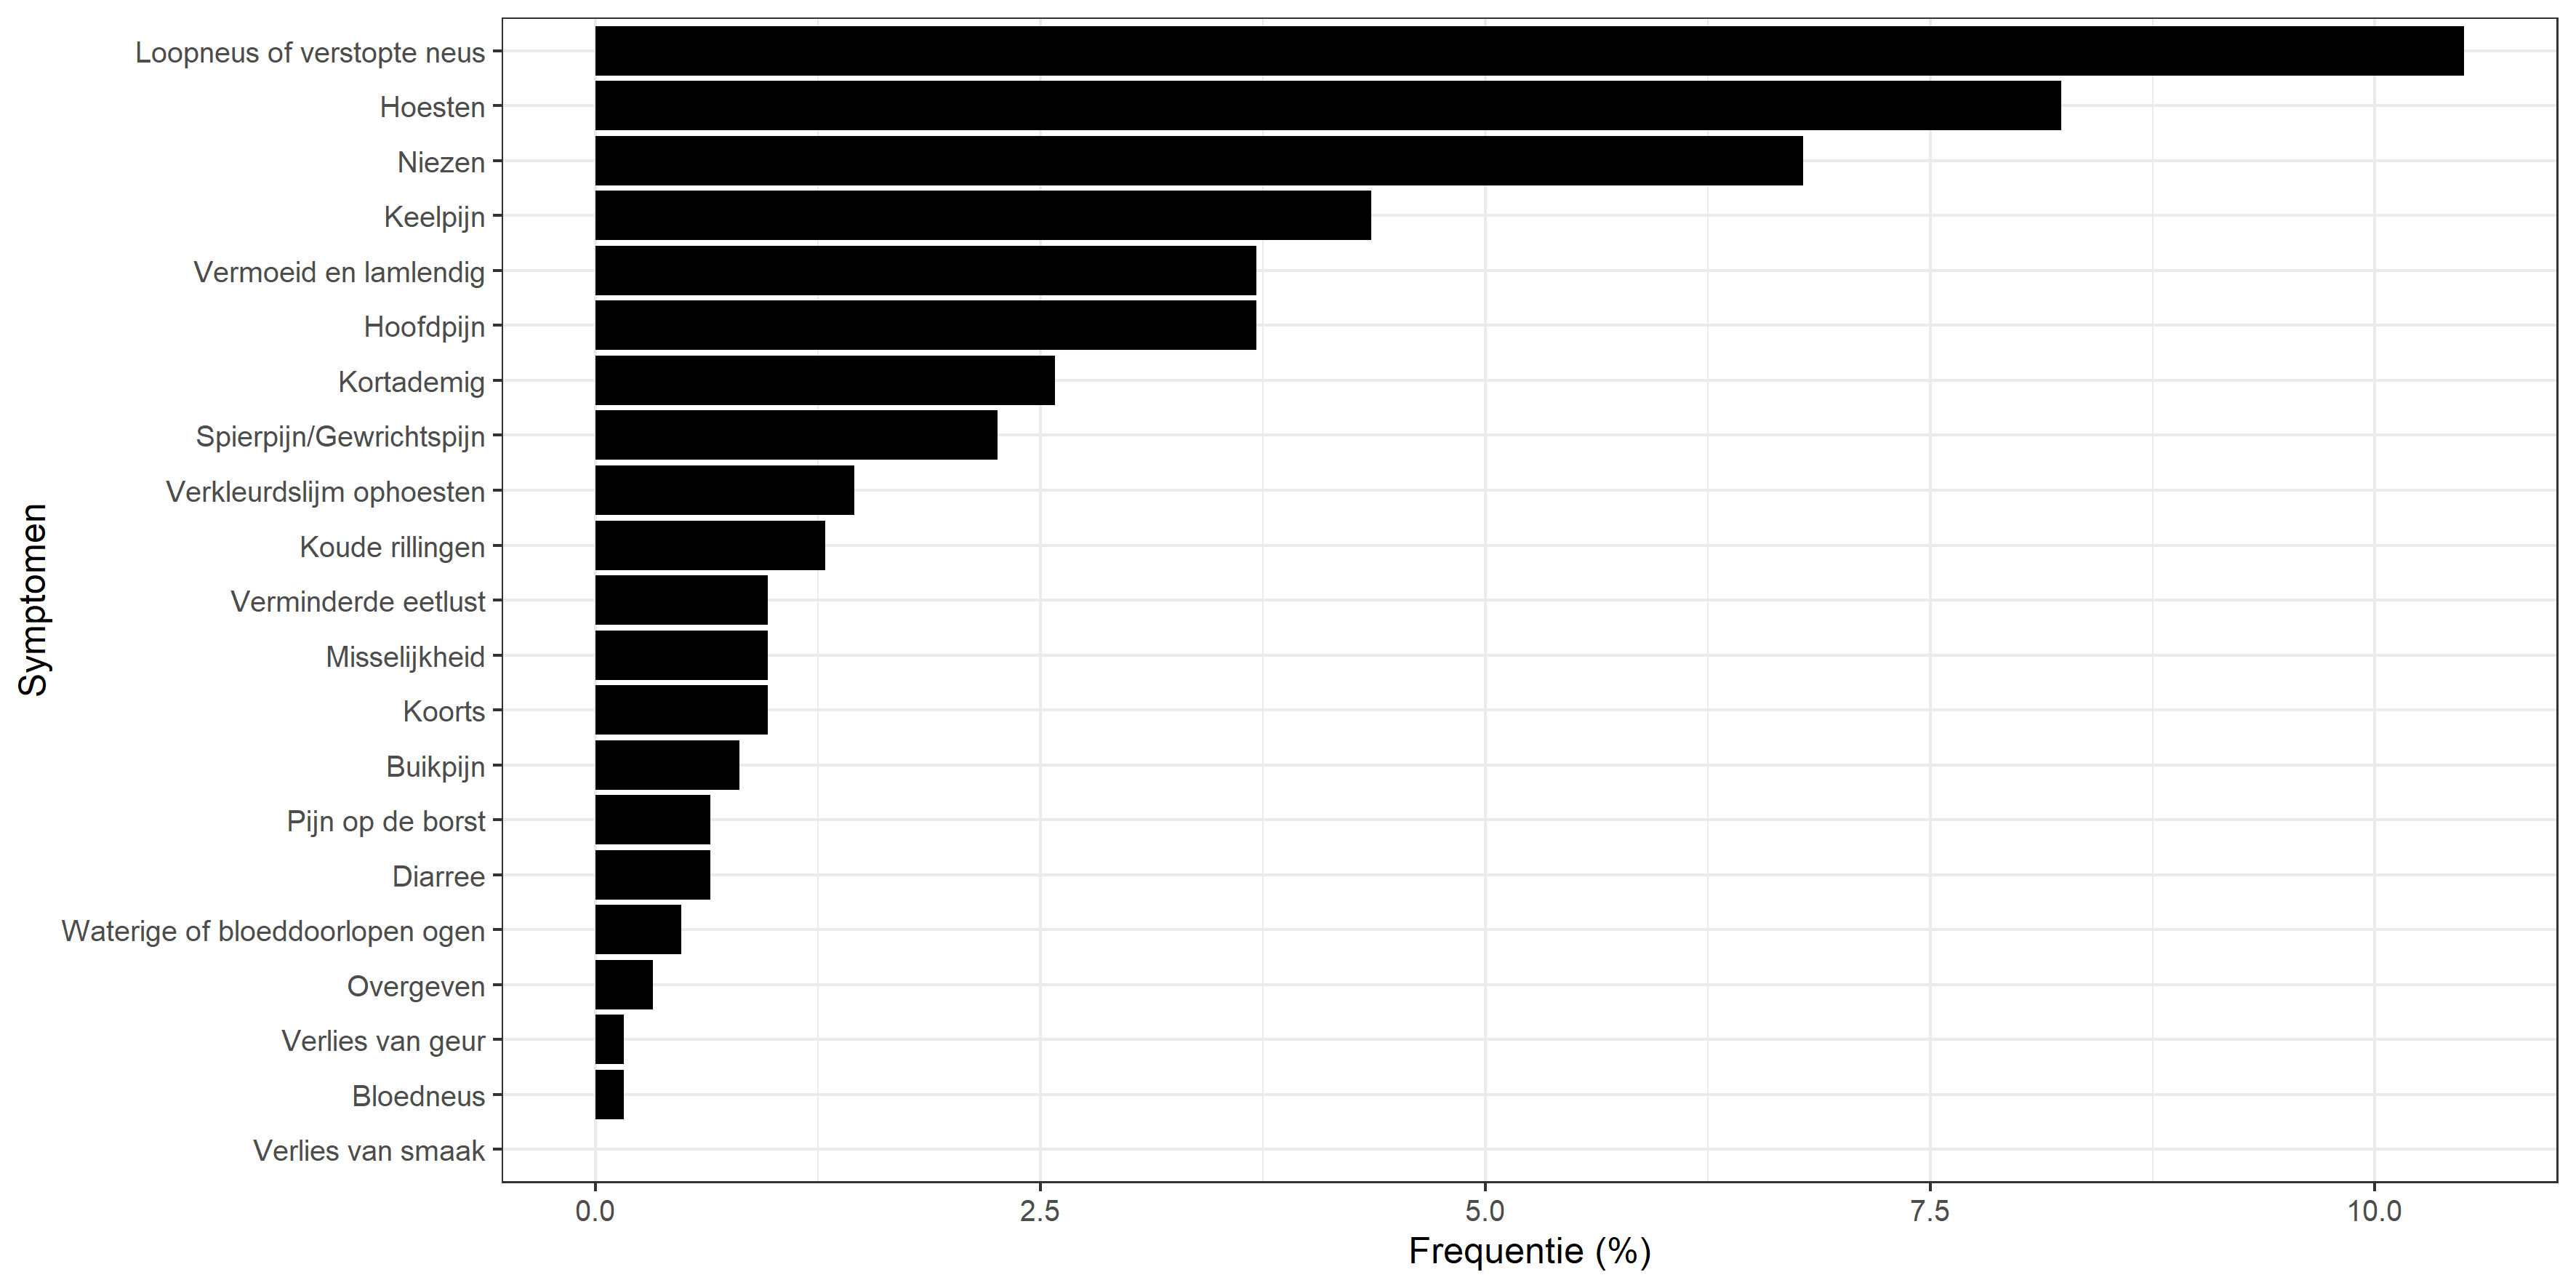 Loopneus of verstopte neus
Hoesten
Niezen
Keelpijn
Vermoeid en lamlendig
Hoofdpijn
Kortademig
Spierpijn/Gewrichtspijn
Verkleurdslijm ophoesten
Koude rillingen
Verminderde eetlust
Misselijkheid
Koorts
Buikpijn
Pijn op de borst
Diarree
Waterige of bloeddoorlopen ogen
Overgeven
Verlies van geur
Bloedneus
Verlies van smaak
Symptomen
0.0 2.5 5.0 7.5 10.0
Frequentie (%)